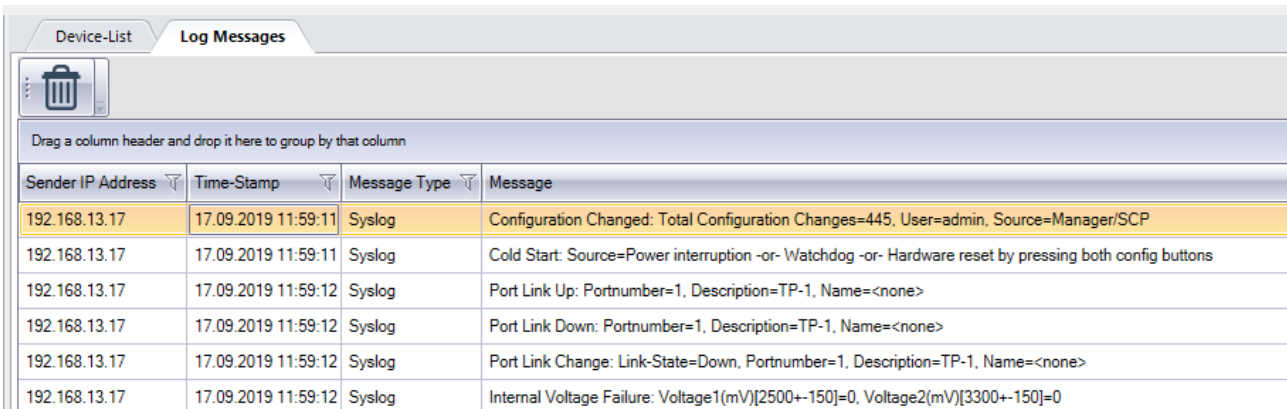 Device-List Log Messages
Drag a column header and drop it here to group by that column
Sender IP Address Time-Stamp Message Type Message
192.168.13.17 17.09.2019 11:59:11 Syslog Configuration Changed: Total Configuration Changes=445, User=admin, Source=Manager/SCP
192.168.13.17 17.09.2019 11:59:11 Syslog Cold Start: Source=Power interruption -or- Watchdog -or- Hardware reset by pressing both config buttons
192.168.13.17 17.09.2019 11:59:12 Syslog Port Link Up: Portnumber=1, Description=TP-1, Name=<none>
192.168.13.17 17.09.2019 11:59:12 Syslog Port Link Down: Portnumber=1, Description=TP-1, Name=<none>
192.168.13.17 17.09.2019 11:59:12 Syslog Port Link Change: Link-State=Down, Portnumber=1, Description=TP-1, Name=<none>
192.168.13.17 17.09.2019 11:59:12 Syslog Internal Voltage Failure: Voltage1(mV)[2500+-150]=0, Voltage2(mV)[3300+-150]=0